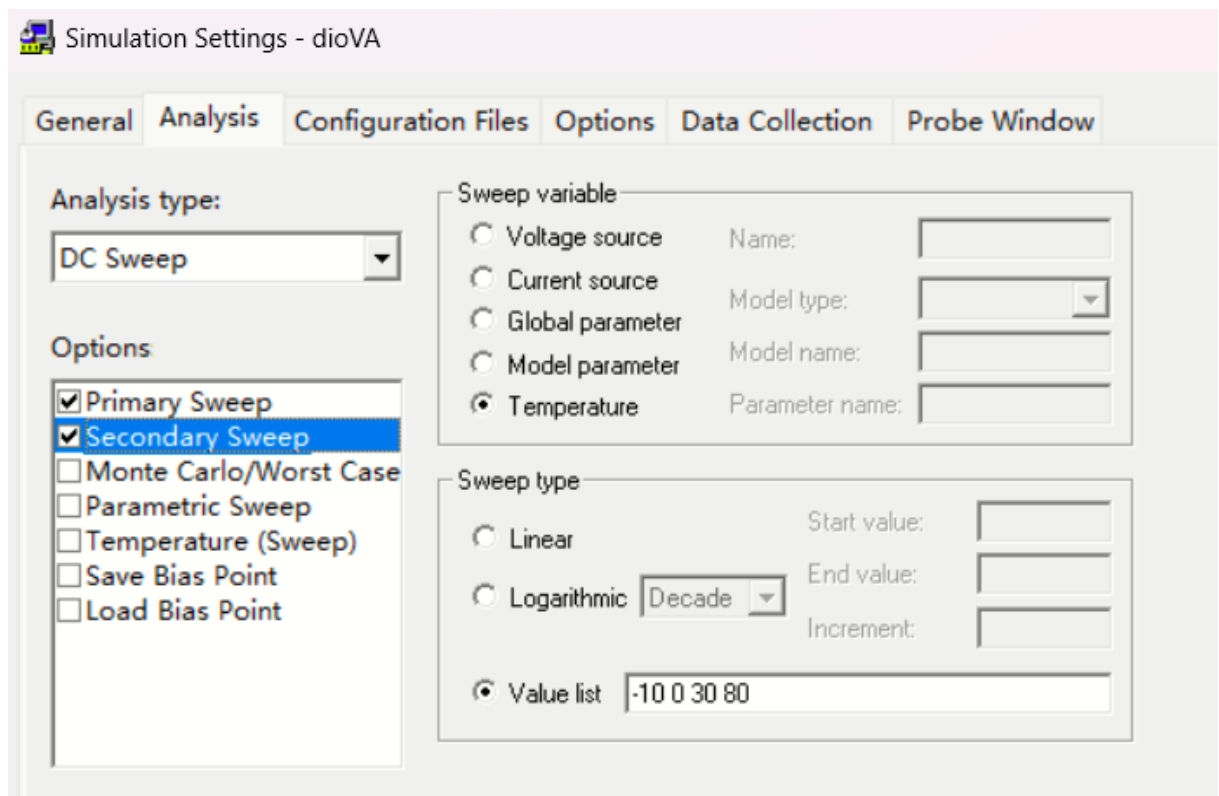 Simulation Settings - dioVA
General Analysis Configuration Files Options Data Collection Probe Window
Analysis type:
DC Sweep
Options
Primary Sweep
Secondary Sweep
Monte Carlo/Worst Case
Parametric Sweep
Temperature (Sweep)
Save Bias Point
Load Bias Point
Sweep variable
Voltage source
Current source
Global parameter
Model parameter
Temperature
Name:
Model type:
Model name:
Parameter name:
Sweep type
Linear
Logarithmic Decade
Start value:
End value:
Increment:
Value list -10 0 30 80